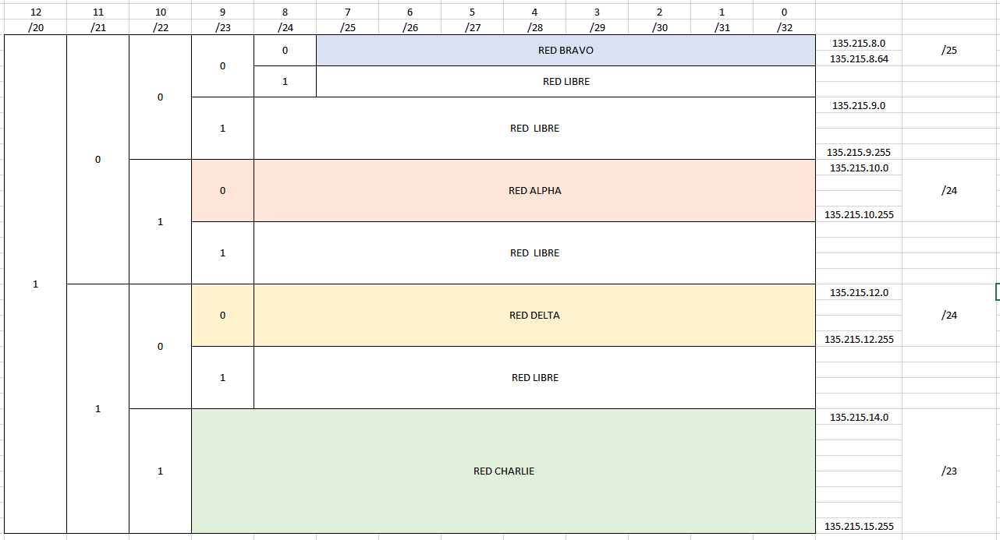 12 11 10 9 8 7 6 5 4 3 2 1 0
/20 /21 /22 /23 /24 /25 /26 /27 /28 /29 /30 /31 /32
135.215.8.0
0 RED BRAVO /25
135.215.8.64
0
1 RED LIBRE
0
135.215.9.0
1 RED  LIBRE
135.215.9.255
0
135.215.10.0
0 RED ALPHA /24
135.215.10.255
1
1 RED  LIBRE
1
135.215.12.0
0 RED DELTA /24
135.215.12.255
0
1 RED LIBRE
1
135.215.14.0
1 RED CHARLIE /23
135.215.15.255